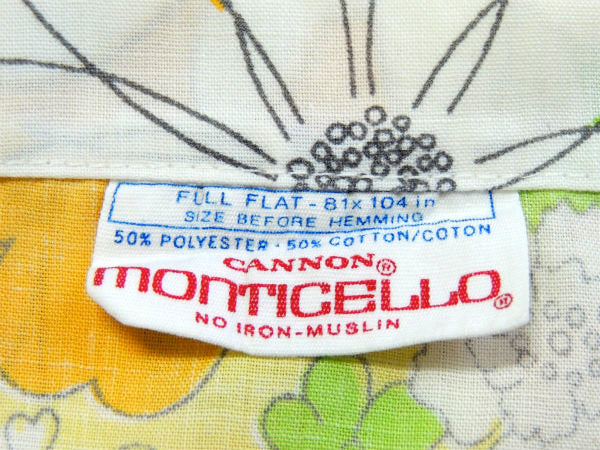 FULL FLAT - 81 x 104 in
SIZE BEFORE HEMMING
50% POLYESTER · 50% COTTON/COTON
CANNON®
MONTICELLO®
NO IRON-MUSLIN